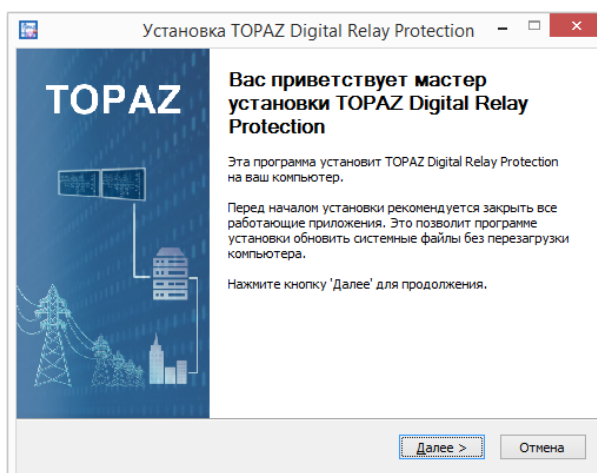 Установка TOPAZ Digital Relay Protection
TOPAZ
Вас приветствует мастер
установки TOPAZ Digital Relay
Protection
Эта программа установит TOPAZ Digital Relay Protection
на ваш компьютер.
Перед началом установки рекомендуется закрыть все
работающие приложения. Это позволит программе
установки обновить системные файлы без перезагрузки
компьютера.
Нажмите кнопку 'Далее' для продолжения.
Далее >
Отмена